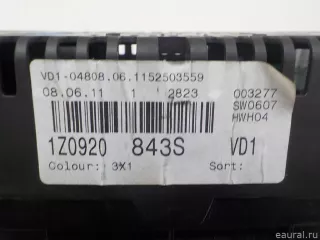 VD1-04808.06.1152503559
08.06.11 1 2823 003277
SW0607
HWH04
1Z0920 843S VD1
Colour: 3X1 Sort:
© eaural.ru